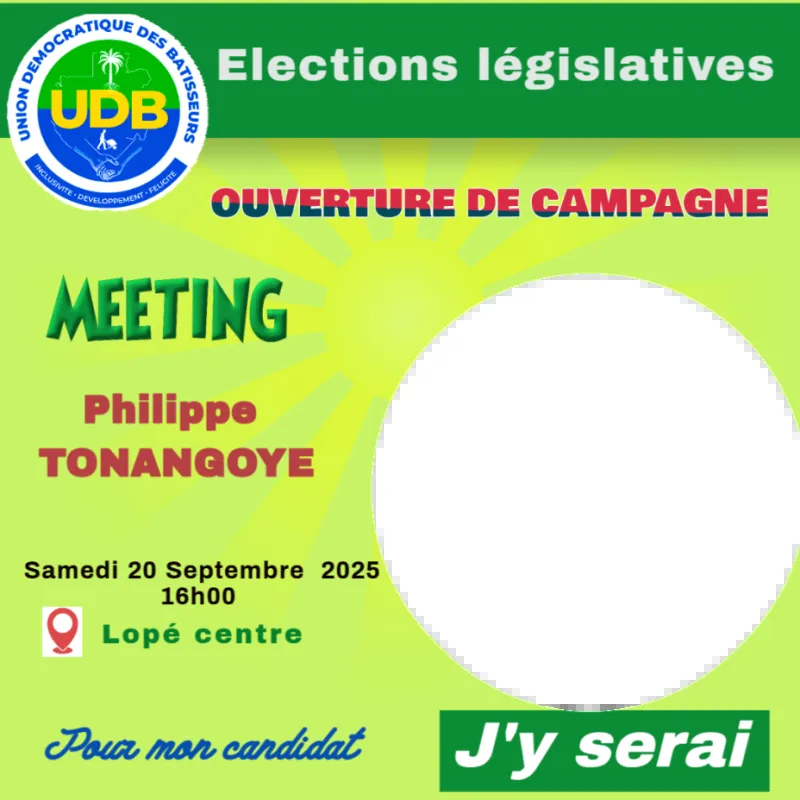 UNION DEMOCRATIQUE DES BATISSEURS
UDB
INCLUSIVITE • DEVELOPPEMENT • FELICITE
Elections législatives
OUVERTURE DE CAMPAGNE
MEETING
Philippe
TONANGOYE
Samedi 20 Septembre 2025
16h00
Lopé centre
Pour mon candidat
J'y serai